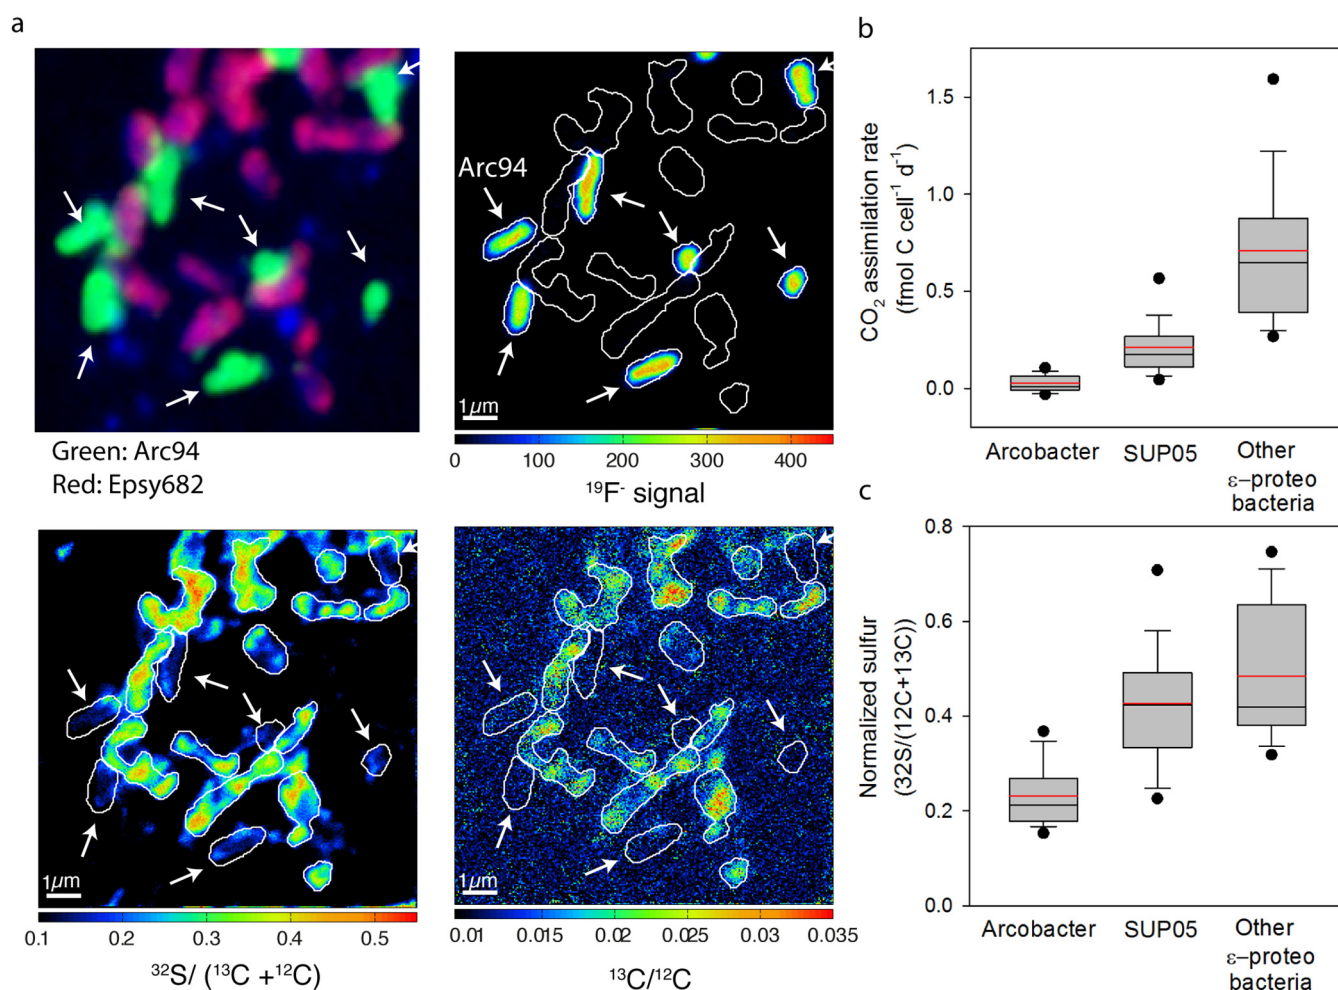 a
Arc94
1μm
0 100 200 300 400
¹⁹F⁻ signal
Green: Arc94
Red: Epsy682
1μm
0.1 0.2 0.3 0.4 0.5
³²S/ (¹³C +¹²C)
1μm
0.01 0.015 0.02 0.025 0.03 0.035
¹³C/¹²C
b
CO₂ assimilation rate
(fmol C cell⁻¹ d⁻¹)
1.5
1.0
0.5
0.0
Arcobacter SUP05 Other
ε−proteo
bacteria
c
Normalized sulfur
(32S/(12C+13C))
0.8
0.6
0.4
0.2
0.0
Arcobacter SUP05 Other
ε−proteo
bacteria